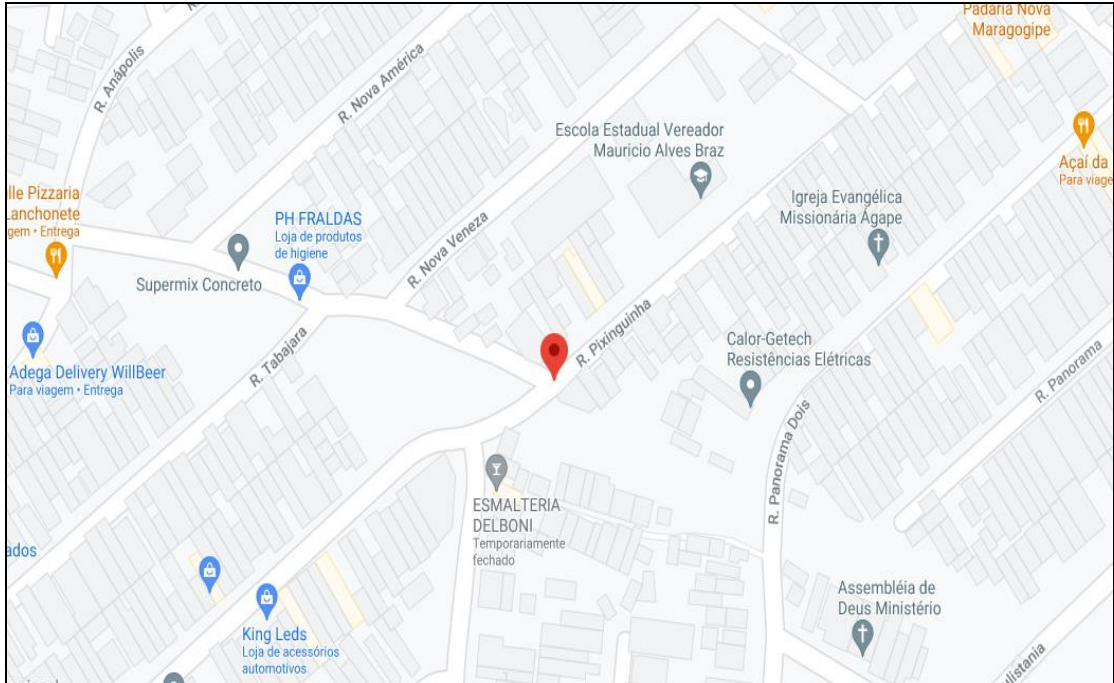 Padaria Nova
Maragogipe
R. Anápolis
R. Nova América
Escola Estadual Vereador
Mauricio Alves Braz
Açaí da
Para viage
lle Pizzaria
Lanchonete
gem • Entrega
PH FRALDAS
Loja de produtos
de higiene
Igreja Evangélica
Missionária Ágape
R. Nova Veneza
Supermix Concreto
R. Pixinguinha
Calor-Getech
Resistências Elétricas
R. Tabajara
R. Panorama
Adega Delivery WillBeer
Para viagem • Entrega
R. Panorama Dois
ESMALTERIA
DELBONI
Temporariamente
fechado
ados
Assembléia de
Deus Ministério
King Leds
Loja de acessórios
automotivos
ulistania